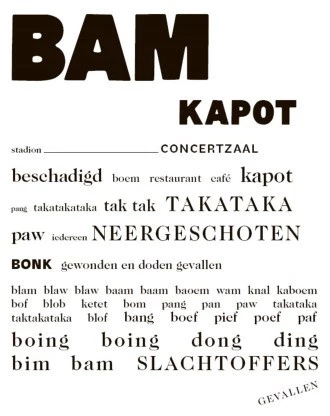 BAM
KAPOT
stadion ____________________ CONCERTZAAL
beschadigd boem restaurant café kapot
pang takatakataka tak tak TAKATAKA
paw iedereen NEERGESCHOTEN
BONK gewonden en doden gevallen
blam blaw blaw baam baam baoem wam knal kaboem
bof blob ketet bom pang pan paw takataka
taktakataka blof bang boef pief poef paf
boing boing dong ding
bim bam SLACHTOFFERS
GEVALLEN